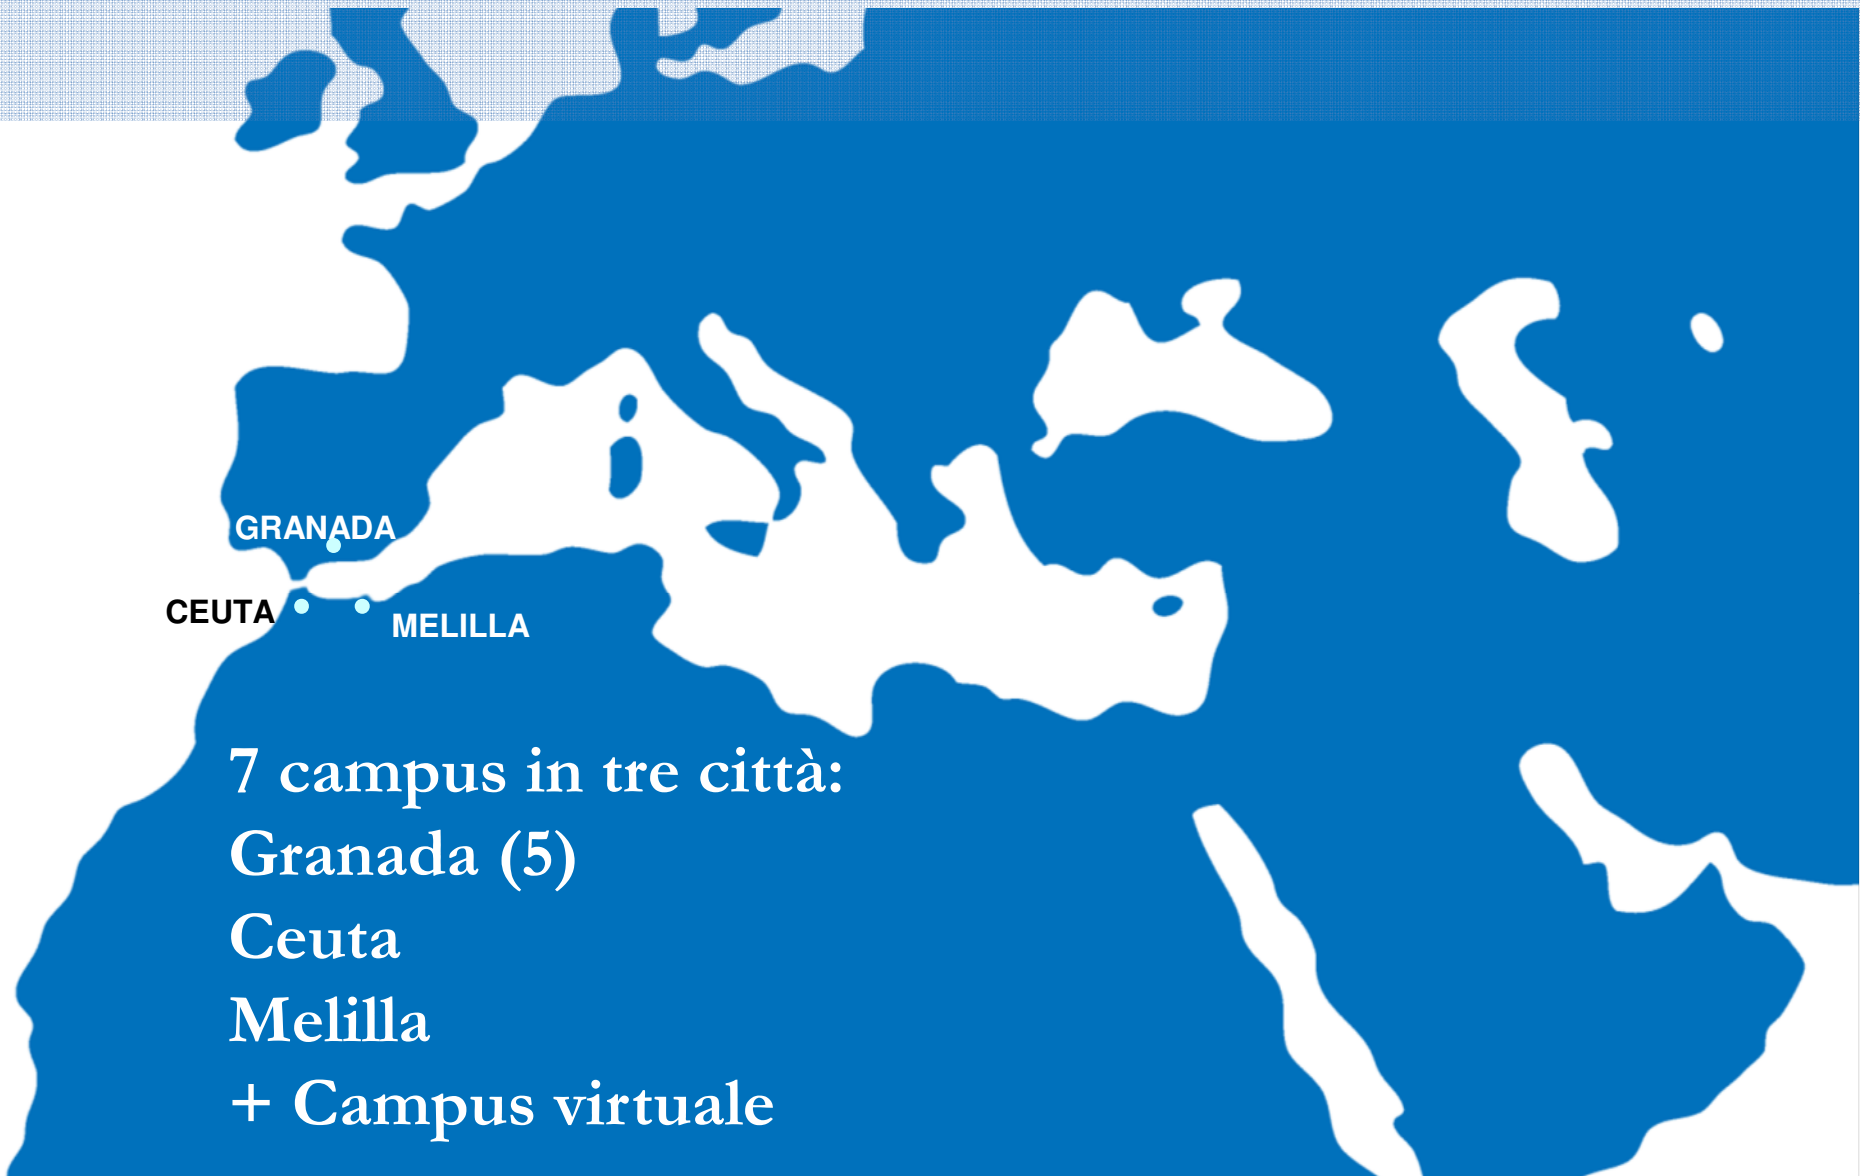 GRANADA
CEUTA
MELILLA
7 campus in tre città:
Granada (5)
Ceuta
Melilla
+ Campus virtuale